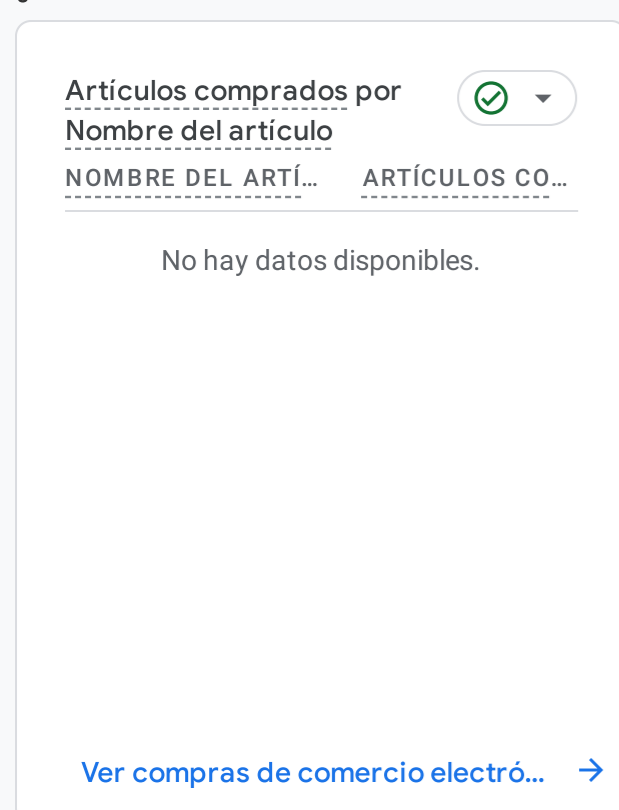 Artículos comprados por
Nombre del artículo
NOMBRE DEL ARTÍ… ARTÍCULOS CO…
No hay datos disponibles.
Ver compras de comercio electró…